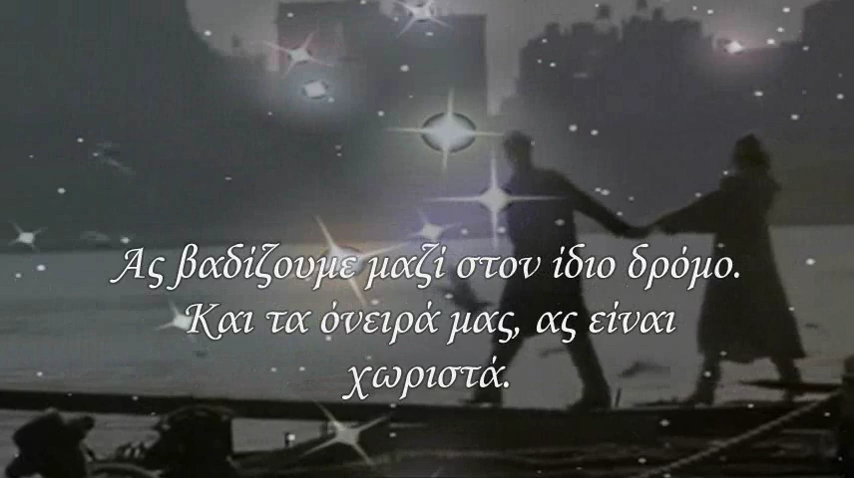 Ας βαδίζουμε μαζί στον ίδιο δρόμο.
Και τα όνειρά μας, ας είναι
χωριστά.